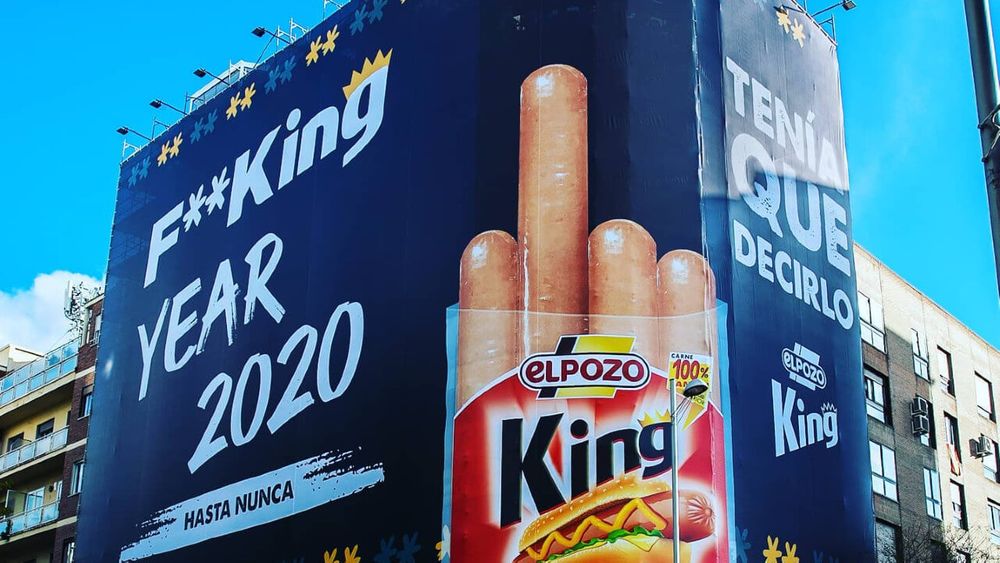 F**King
YEAR
2020
HASTA NUNCA
ELPOZO
CARNE
100%
King
TENÍA
QUE
DECIRLO
ELPOZO
King